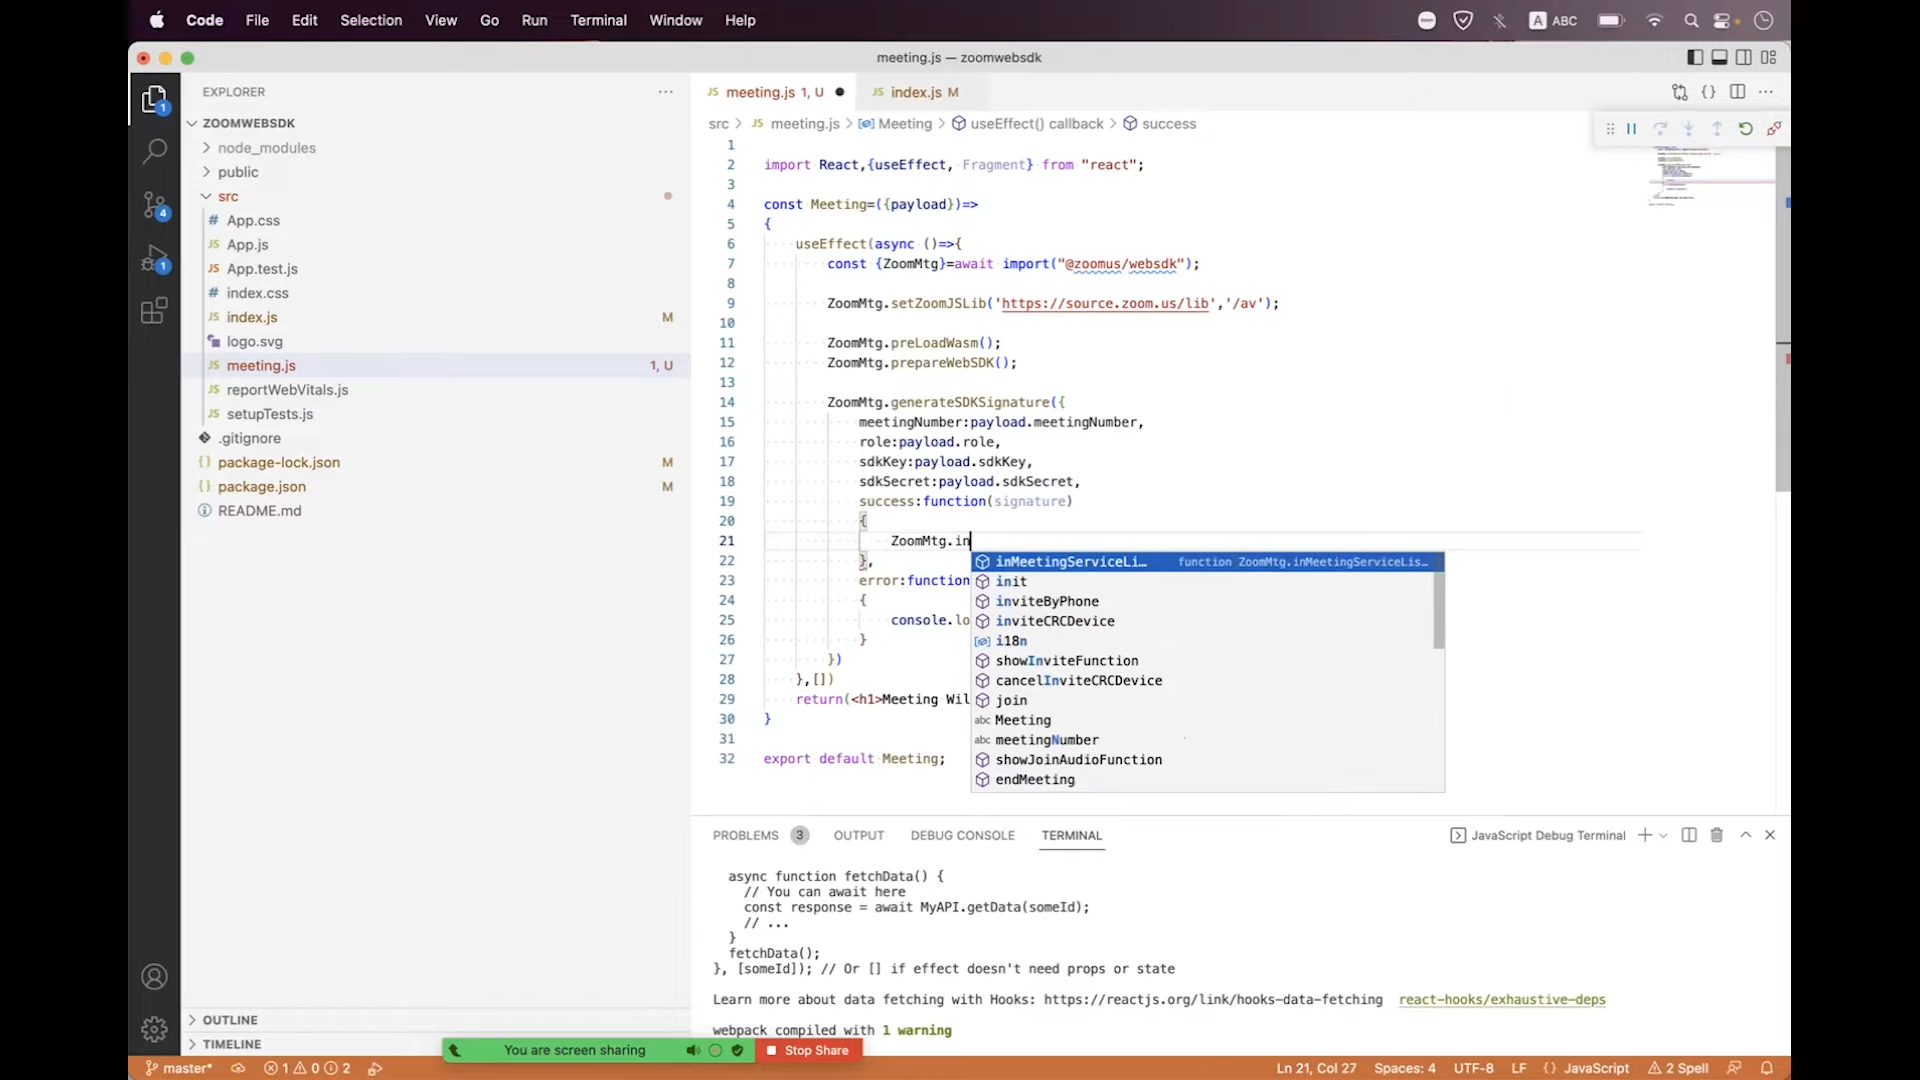 Code File Edit Selection View Go Run Terminal Window Help A ABC
meeting.js — zoomwebsdk
EXPLORER
ZOOMWEBSDK
node_modules
public
src
# App.css
JS App.js
JS App.test.js
# index.css
JS index.js M
logo.svg
JS meeting.js 1, U
JS reportWebVitals.js
JS setupTests.js
.gitignore
{} package-lock.json M
{} package.json M
README.md
OUTLINE
TIMELINE
1
4
1
JS meeting.js 1, U
JS index.js M
src > JS meeting.js > Meeting > useEffect() callback > success
1
2 import React,{useEffect, Fragment} from "react";
3
4 const Meeting=({payload})=>
5 {
6 useEffect(async ()=>{
7 const {ZoomMtg}=await import("@zoomus/websdk");
8
9 ZoomMtg.setZoomJSLib('https://source.zoom.us/lib','/av');
10
11 ZoomMtg.preLoadWasm();
12 ZoomMtg.prepareWebSDK();
13
14 ZoomMtg.generateSDKSignature({
15 meetingNumber:payload.meetingNumber,
16 role:payload.role,
17 sdkKey:payload.sdkKey,
18 sdkSecret:payload.sdkSecret,
19 success:function(signature)
20 {
21 ZoomMtg.in
22 },
23 error:function
24 {
25 console.lo
26 }
27 })
28 },[])
29 return(<h1>Meeting Wil
30 }
31
32 export default Meeting;
inMeetingServiceLi… function ZoomMtg.inMeetingServiceLis…
init
inviteByPhone
inviteCRCDevice
i18n
showInviteFunction
cancelInviteCRCDevice
join
abc Meeting
abc meetingNumber
showJoinAudioFunction
endMeeting
PROBLEMS 3 OUTPUT DEBUG CONSOLE TERMINAL JavaScript Debug Terminal
async function fetchData() {
// You can await here
const response = await MyAPI.getData(someId);
// ...
}
fetchData();
}, [someId]); // Or [] if effect doesn't need props or state
Learn more about data fetching with Hooks: https://reactjs.org/link/hooks-data-fetching react-hooks/exhaustive-deps
webpack compiled with 1 warning
You are screen sharing Stop Share
master* 1 0 2 Ln 21, Col 27 Spaces: 4 UTF-8 LF {} JavaScript 2 Spell